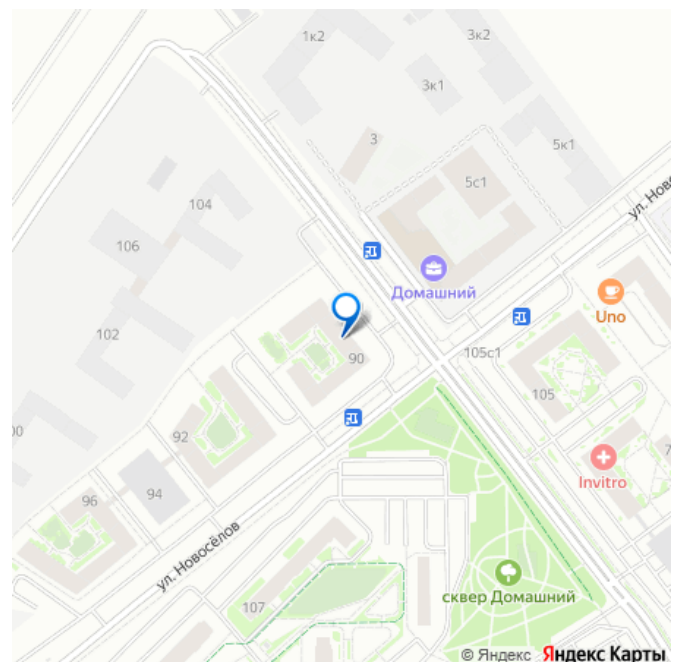 1к2
3к2
3к1
3
5к1
5с1
104
106
ул. Нов
Домашний
102
Uno
90
105с1
105
92
Invitro
94
96
ул. Новосёлов
107
сквер Домашний
© Яндекс Яндекс Карты